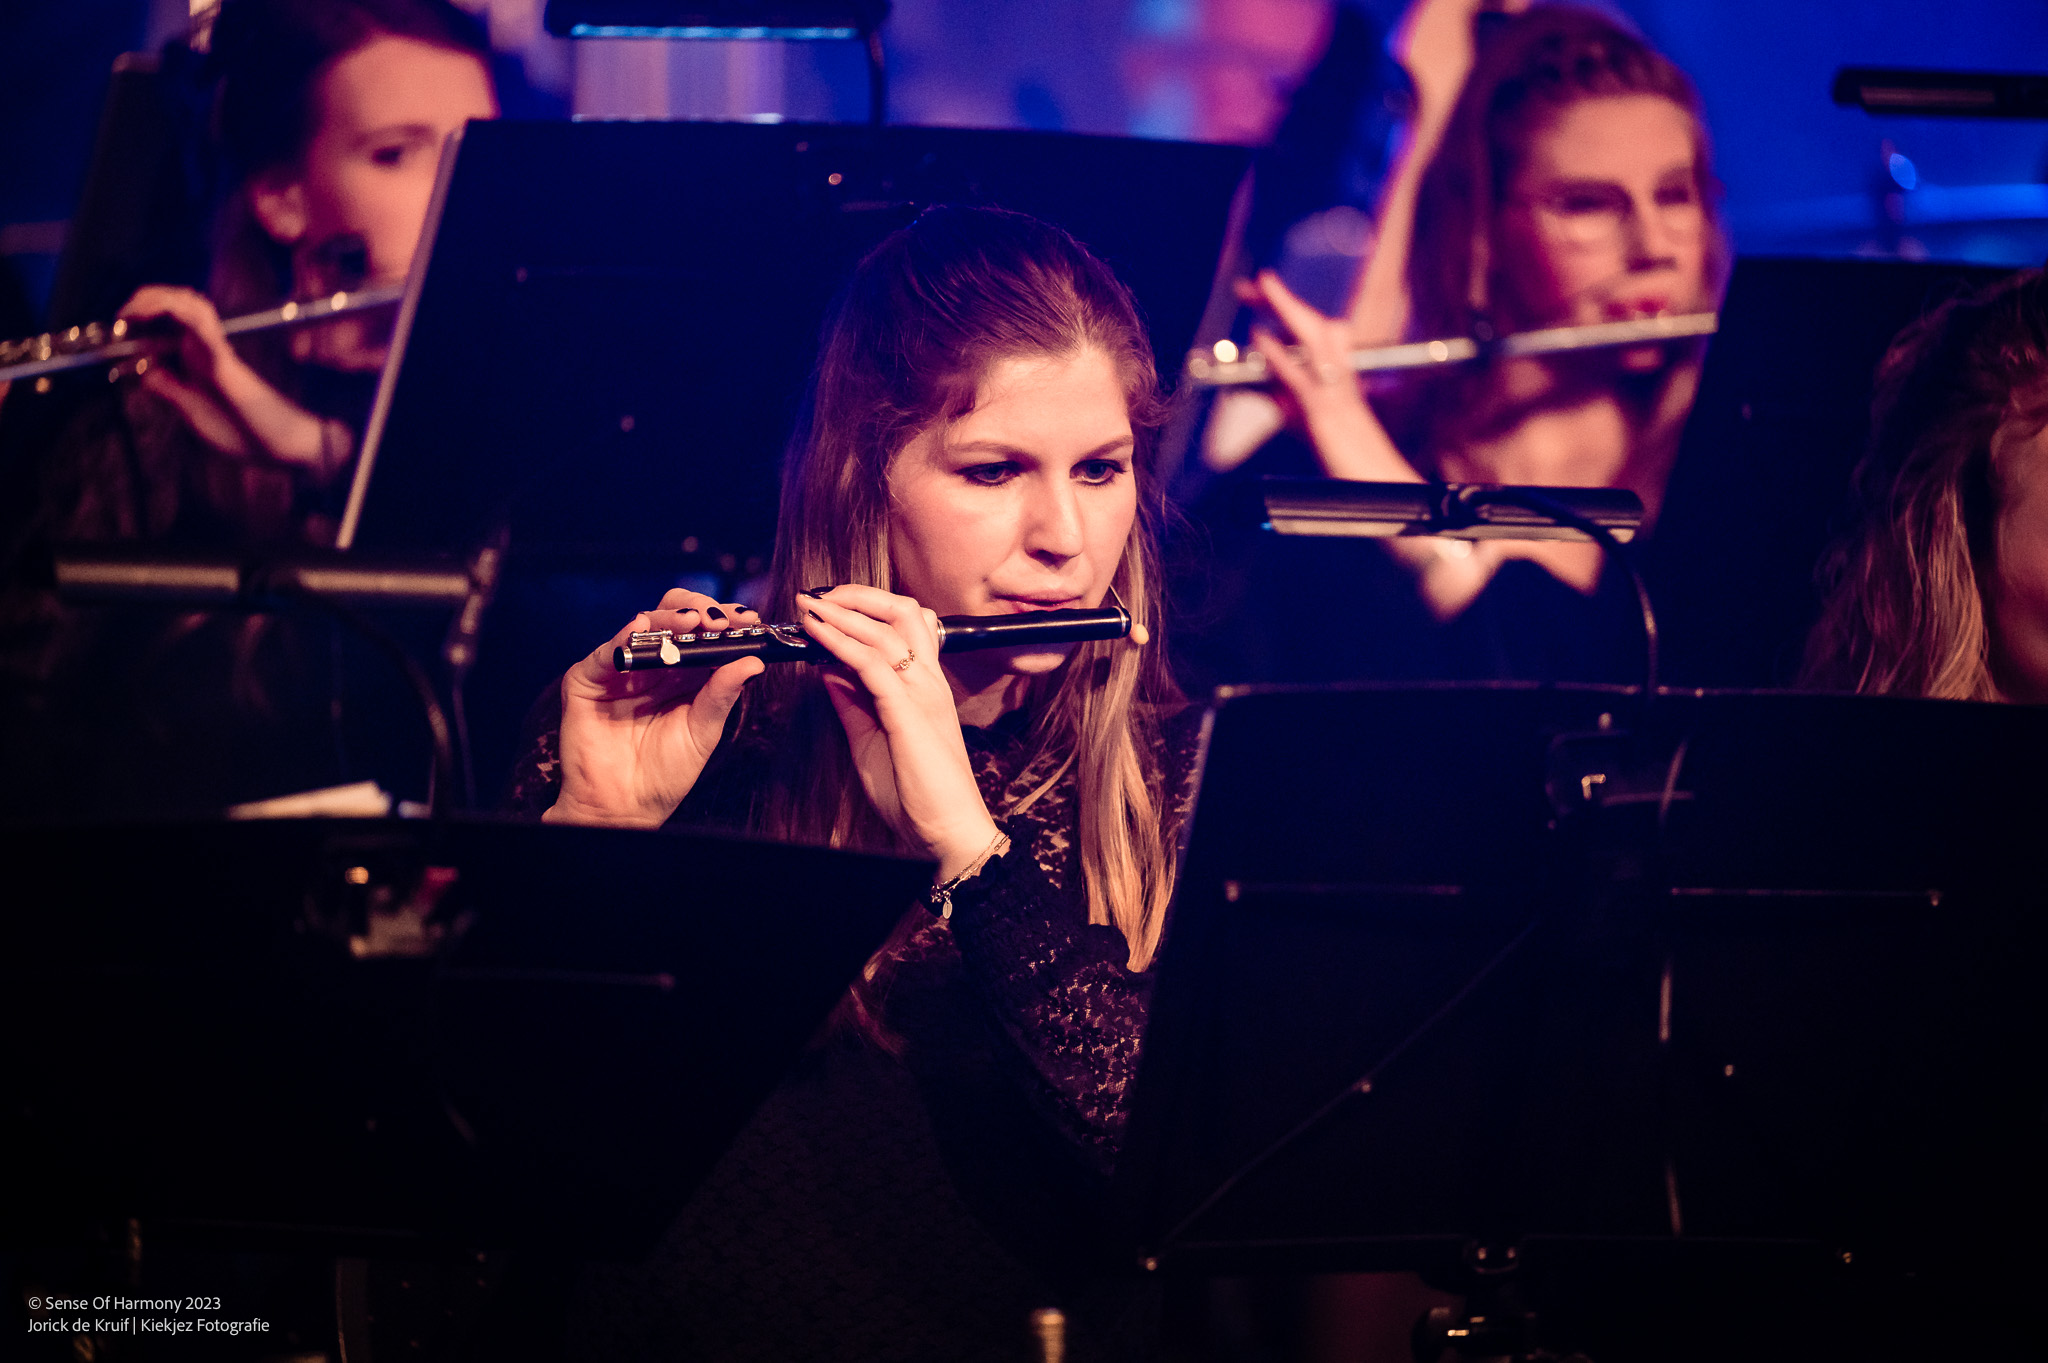 © Sense Of Harmony 2023
Jorick de Kruif | Kiekjez Fotografie